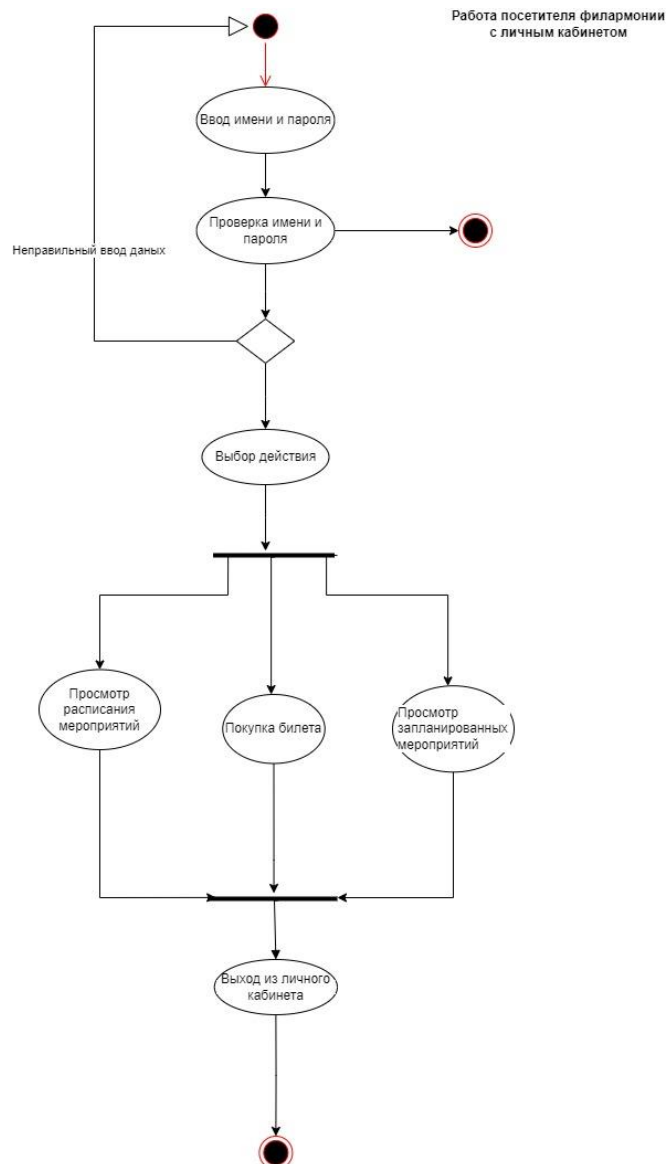 Работа посетителя филармонии
с личным кабинетом
Ввод имени и пароля
Проверка имени и
пароля
Неправильный ввод даных
Выбор действия
Просмотр
расписания
мероприятий
Покупка билета
Просмотр
запланированных
мероприятий
Выход из личного
кабинета